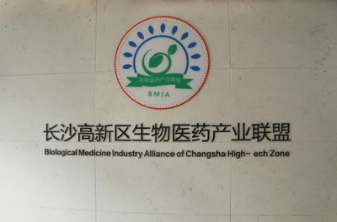 BMIA
长沙高新区生物医药产业联盟
Biological Medicine Industry Alliance of Changsha High- ech Zone